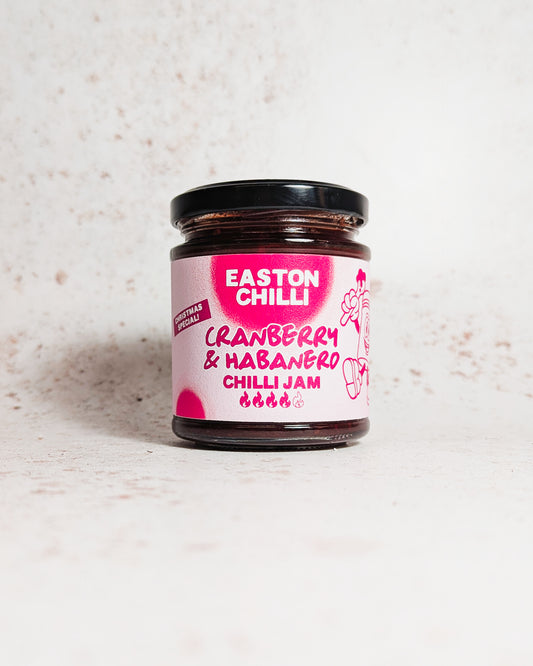 EASTON
CHILLI
CHRISTMAS
SPECIAL!
CRANBERRY
& HABANERO
CHILLI JAM